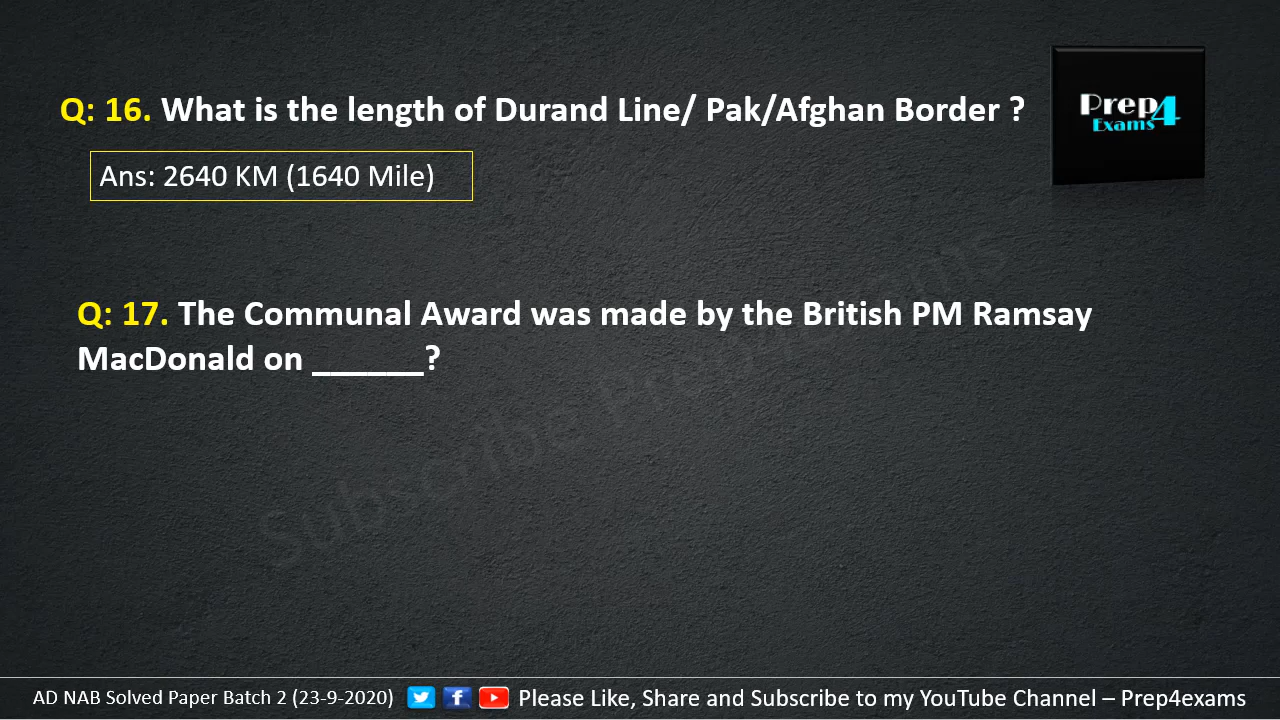 Q: 16. What is the length of Durand Line/ Pak/Afghan Border ?
Prep4
Exams
Ans: 2640 KM (1640 Mile)
Q: 17. The Communal Award was made by the British PM Ramsay
MacDonald on ______?
Subscribe Prep4exams
AD NAB Solved Paper Batch 2 (23-9-2020) Please Like, Share and Subscribe to my YouTube Channel – Prep4exams